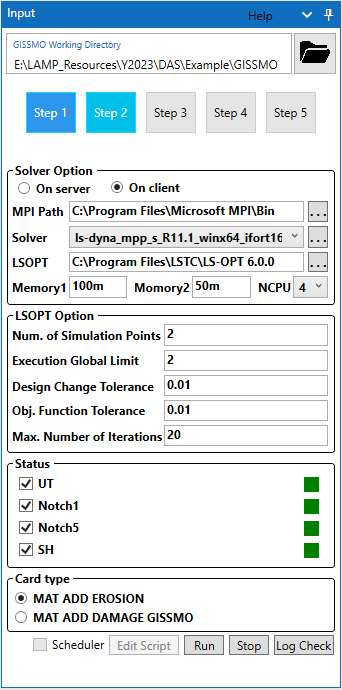 Input Help
GISSMO Working Directory
E:\LAMP_Resources\Y2023\DAS\Example\GISSMO
Step 1 Step 2 Step 3 Step 4 Step 5
Solver Option
On server On client
MPI Path C:\Program Files\Microsoft MPI\Bin ...
Solver ls-dyna_mpp_s_R11.1_winx64_ifort16 ...
LSOPT C:\Program Files\LSTC\LS-OPT 6.0.0 ...
Memory1 100m Momory2 50m NCPU 4
LSOPT Option
Num. of Simulation Points 2
Execution Global Limit 2
Design Change Tolerance 0.01
Obj. Function Tolerance 0.01
Max. Number of Iterations 20
Status
UT
Notch1
Notch5
SH
Card type
MAT ADD EROSION
MAT ADD DAMAGE GISSMO
Scheduler Edit Script Run Stop Log Check